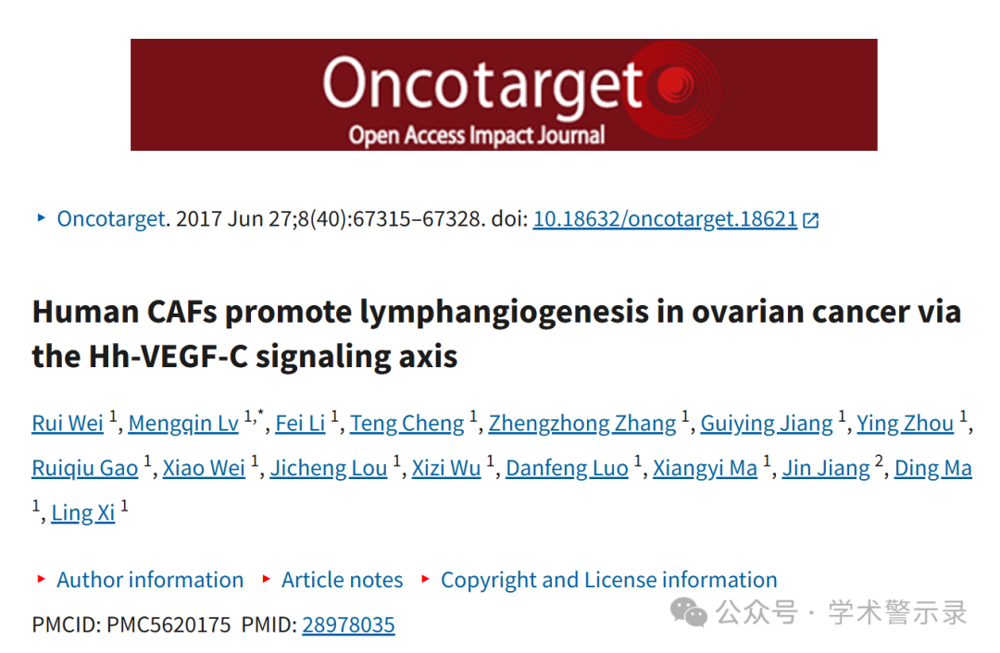 Oncotarget
Open Access Impact Journal
‣ Oncotarget. 2017 Jun 27;8(40):67315–67328. doi: 10.18632/oncotarget.18621
Human CAFs promote lymphangiogenesis in ovarian cancer via
the Hh-VEGF-C signaling axis
Rui Wei 1, Mengqin Lv 1,*, Fei Li 1, Teng Cheng 1, Zhengzhong Zhang 1, Guiying Jiang 1, Ying Zhou 1,
Ruiqiu Gao 1, Xiao Wei 1, Jicheng Lou 1, Xizi Wu 1, Danfeng Luo 1, Xiangyi Ma 1, Jin Jiang 2, Ding Ma
1, Ling Xi 1
‣ Author information ‣ Article notes ‣ Copyright and License information
PMCID: PMC5620175 PMID: 28978035
公众号 · 学术警示录